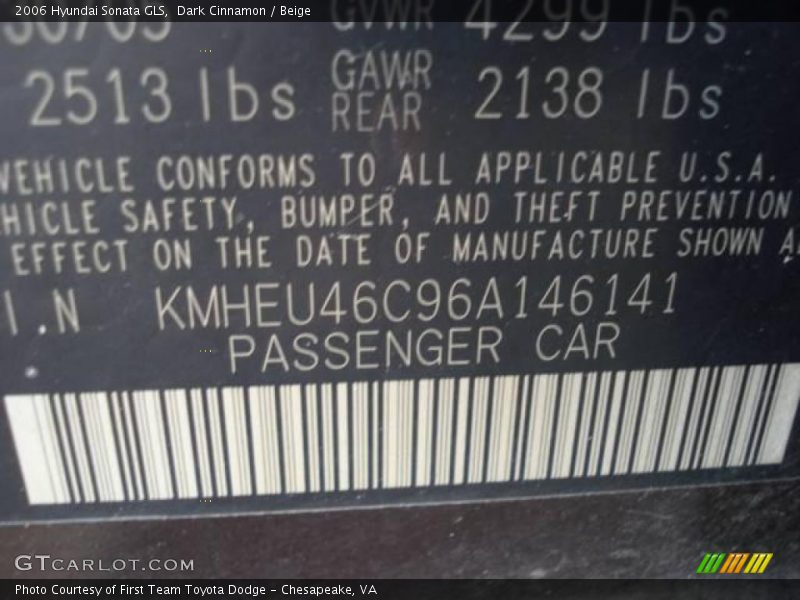 2006 Hyundai Sonata GLS, Dark Cinnamon / Beige
GVWR 4299 lbs
2513 lbs GAWR REAR 2138 lbs
VEHICLE CONFORMS TO ALL APPLICABLE U.S.A.
SAFETY, BUMPER, AND THEFT PREVENTION
EFFECT ON THE DATE OF MANUFACTURE SHOWN
I.N KMHEU46C96A146141
PASSENGER CAR
GTCARLOT.COM
Photo Courtesy of First Team Toyota Dodge – Chesapeake, VA